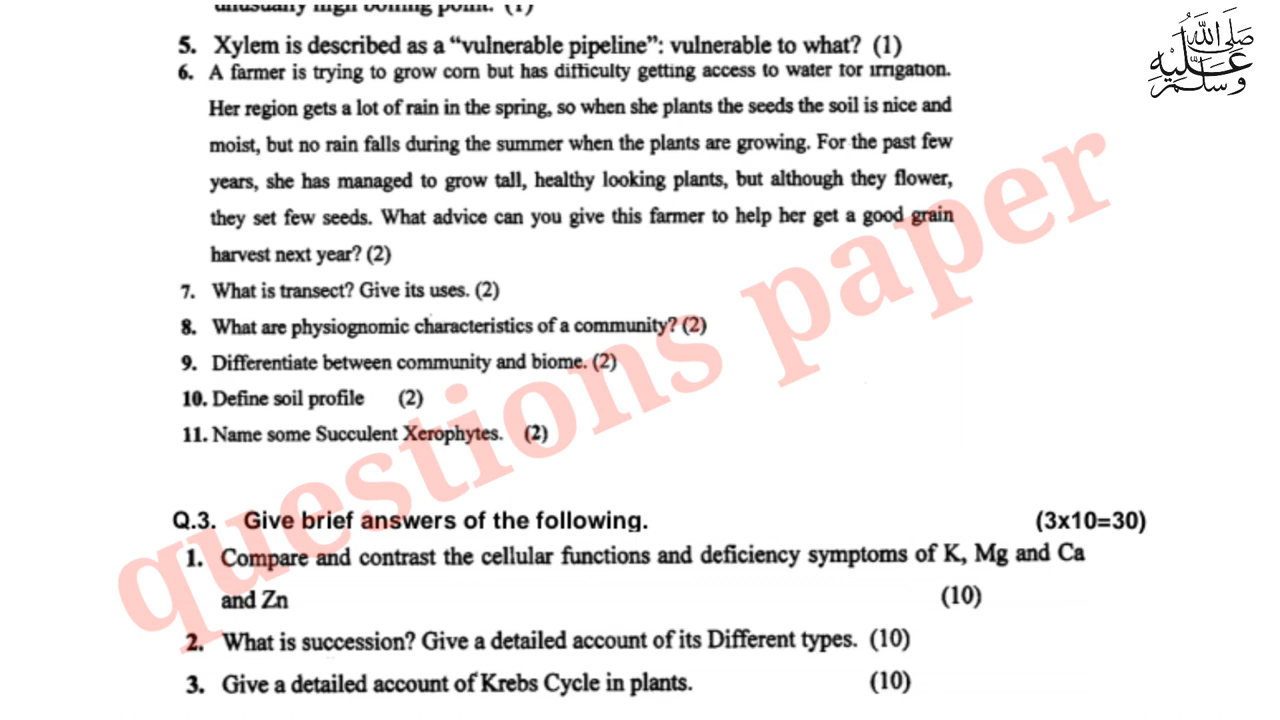 صلى الله
عليه
وسلم
unusually high boiling point. (1)
5. Xylem is described as a “vulnerable pipeline”: vulnerable to what? (1)
6. A farmer is trying to grow corn but has difficulty getting access to water for irrigation.
Her region gets a lot of rain in the spring, so when she plants the seeds the soil is nice and
moist, but no rain falls during the summer when the plants are growing. For the past few
years, she has managed to grow tall, healthy looking plants, but although they flower,
they set few seeds. What advice can you give this farmer to help her get a good grain
harvest next year? (2)
7. What is transect? Give its uses. (2)
8. What are physiognomic characteristics of a community? (2)
9. Differentiate between community and biome. (2)
10. Define soil profile (2)
11. Name some Succulent Xerophytes. (2)
questions paper
Q.3. Give brief answers of the following. (3x10=30)
1. Compare and contrast the cellular functions and deficiency symptoms of K, Mg and Ca
and Zn (10)
2. What is succession? Give a detailed account of its Different types. (10)
3. Give a detailed account of Krebs Cycle in plants. (10)